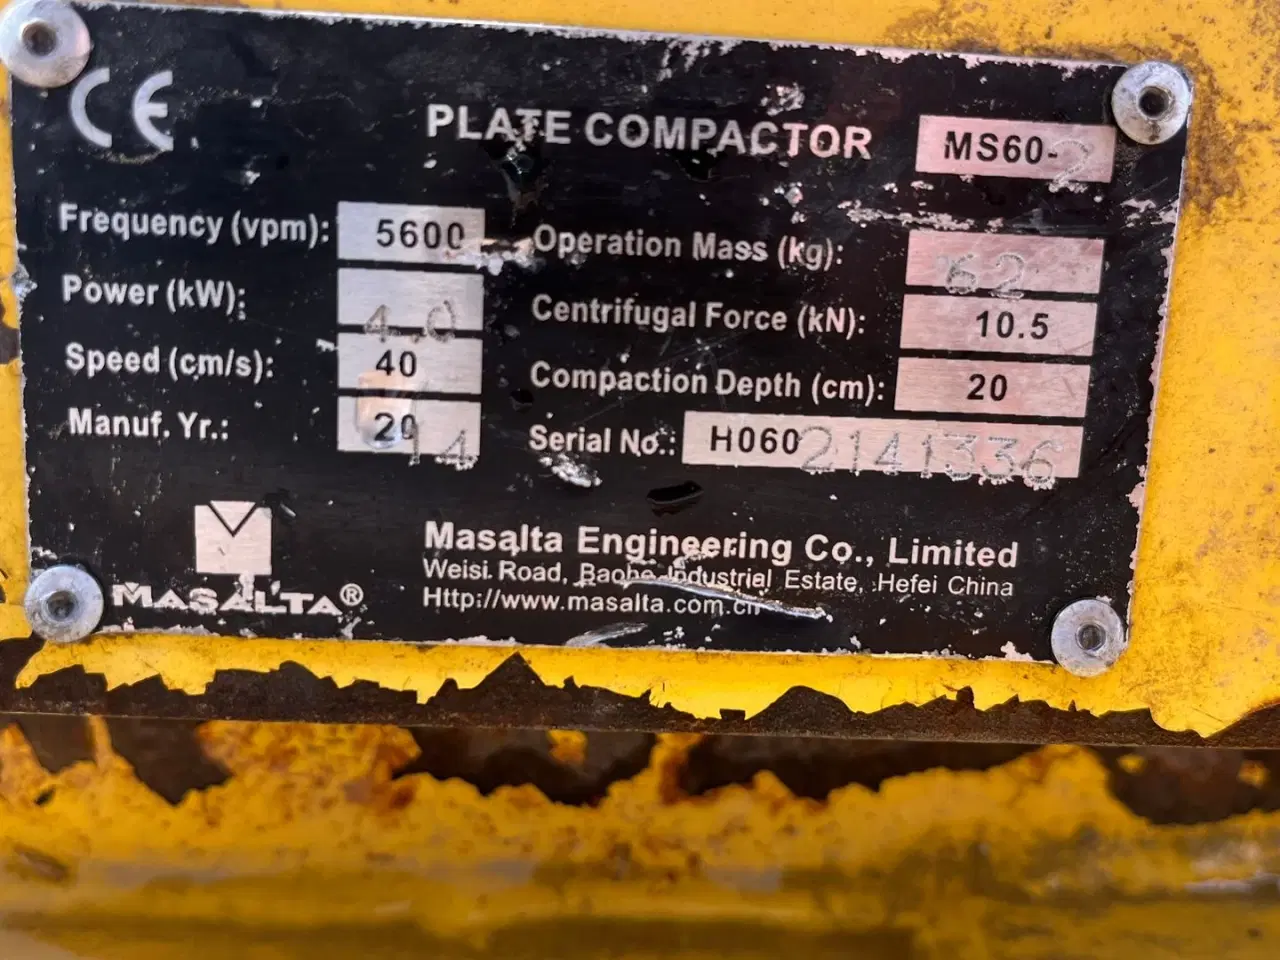 CE PLATE COMPACTOR MS60-2
Frequency (vpm): 5600 Operation Mass (kg): 62
Power (kW): 4.0 Centrifugal Force (kN): 10.5
Speed (cm/s): 40 Compaction Depth (cm): 20
Manuf. Yr.: 2014 Serial No.: H0602141336
MASALTA®
Masalta Engineering Co., Limited
Weisi Road, Baohe Industrial Estate, Hefei China
Http://www.masalta.com.cn